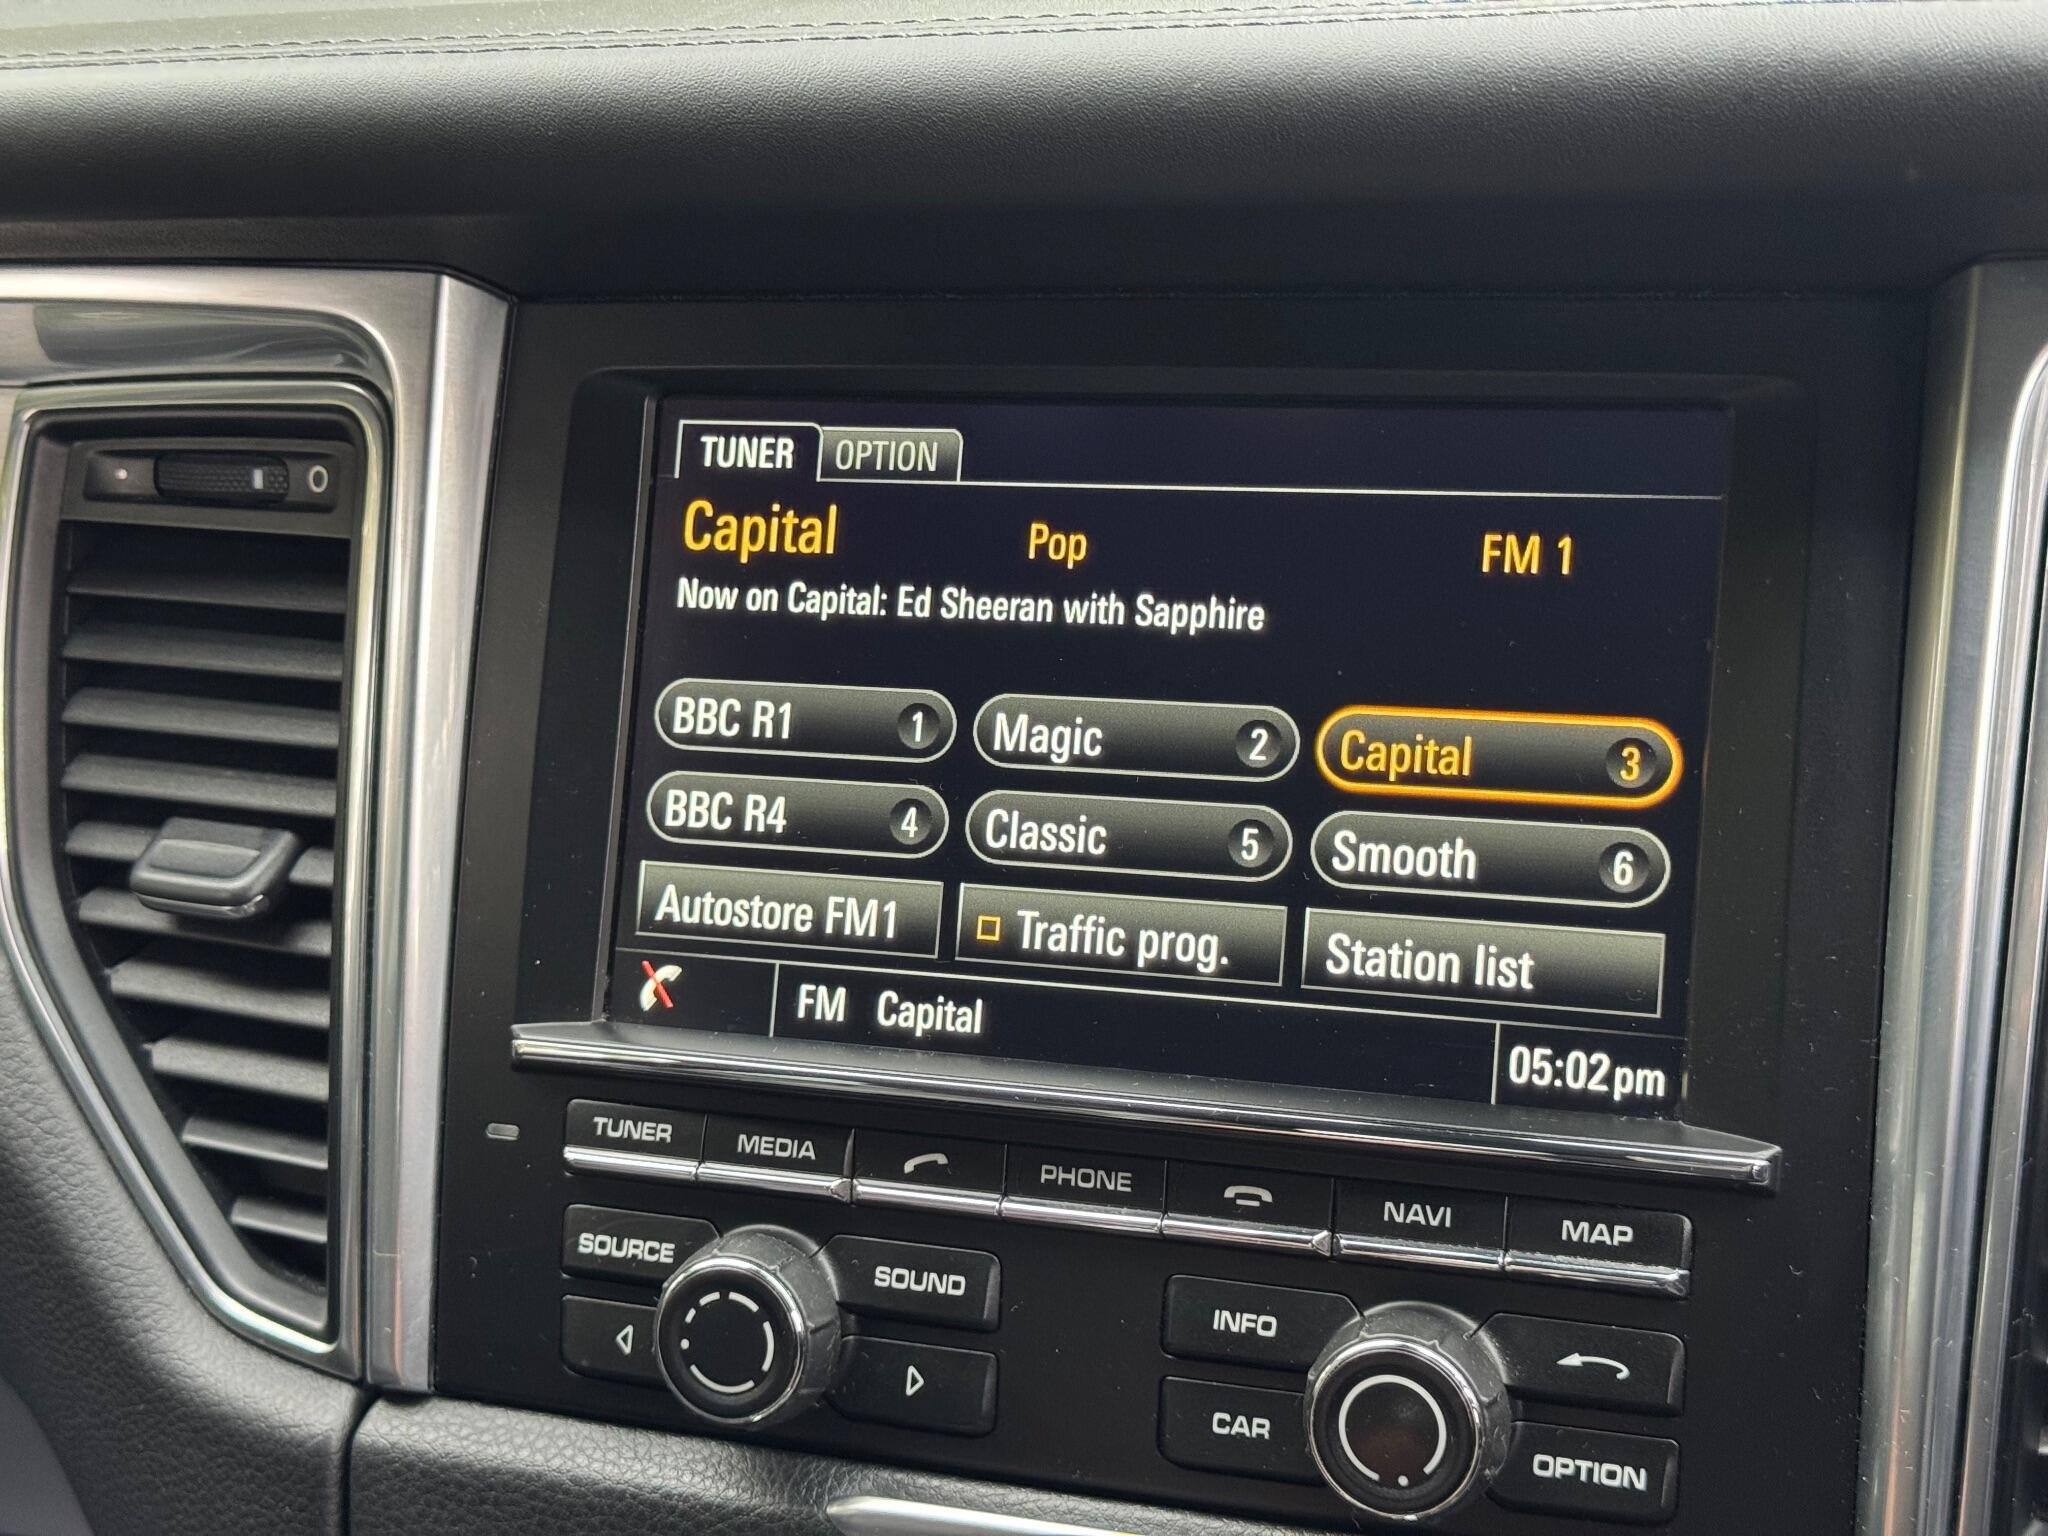 TUNER OPTION
Capital Pop FM 1
Now on Capital: Ed Sheeran with Sapphire
BBC R1 1 Magic 2 Capital 3
BBC R4 4 Classic 5 Smooth 6
Autostore FM1 Traffic prog. Station list
FM Capital 05:02pm
TUNER MEDIA PHONE NAVI MAP
SOURCE SOUND INFO
CAR OPTION